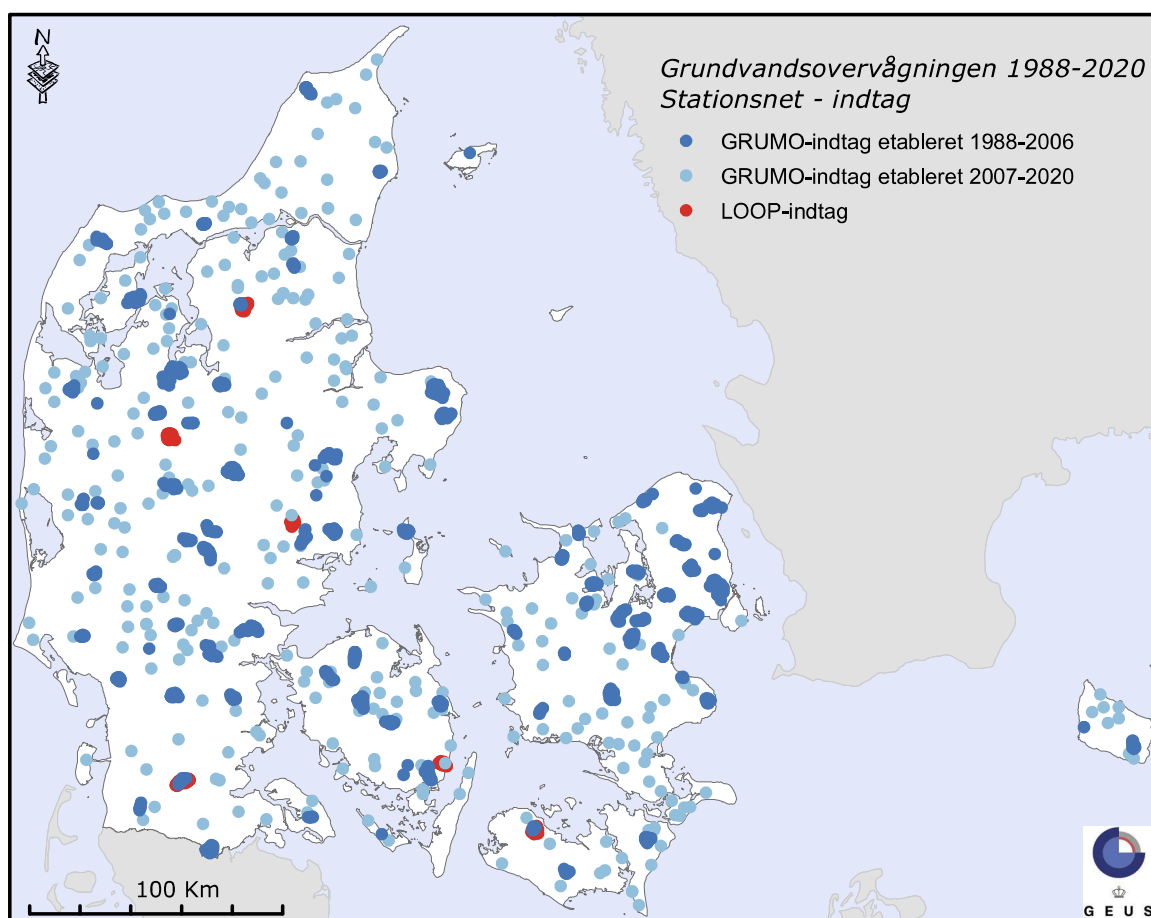 N
Grundvandsovervågningen 1988-2020
Stationsnet - indtag
GRUMO-indtag etableret 1988-2006
GRUMO-indtag etableret 2007-2020
LOOP-indtag
100 Km
G E U S